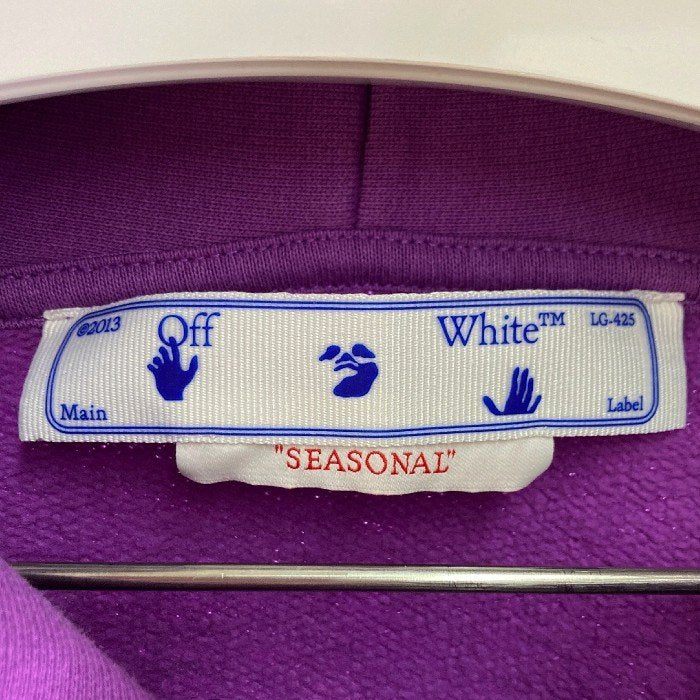 ©2013 Off White™ LG-425
Main Label
"SEASONAL"